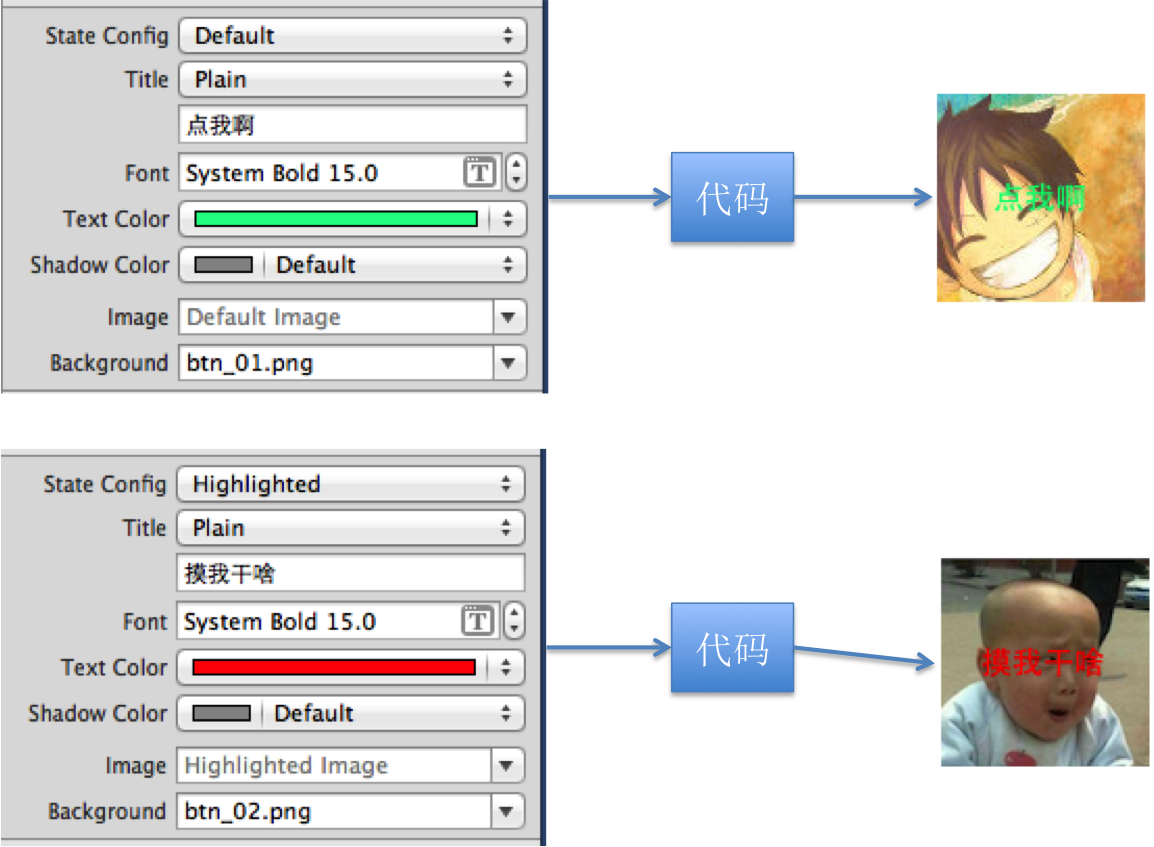 State Config Default
Title Plain
点我啊
Font System Bold 15.0 T
Text Color
Shadow Color Default
Image Default Image
Background btn_01.png
代码
点我啊
State Config Highlighted
Title Plain
摸我干啥
Font System Bold 15.0 T
Text Color
Shadow Color Default
Image Highlighted Image
Background btn_02.png
代码
摸我干啥